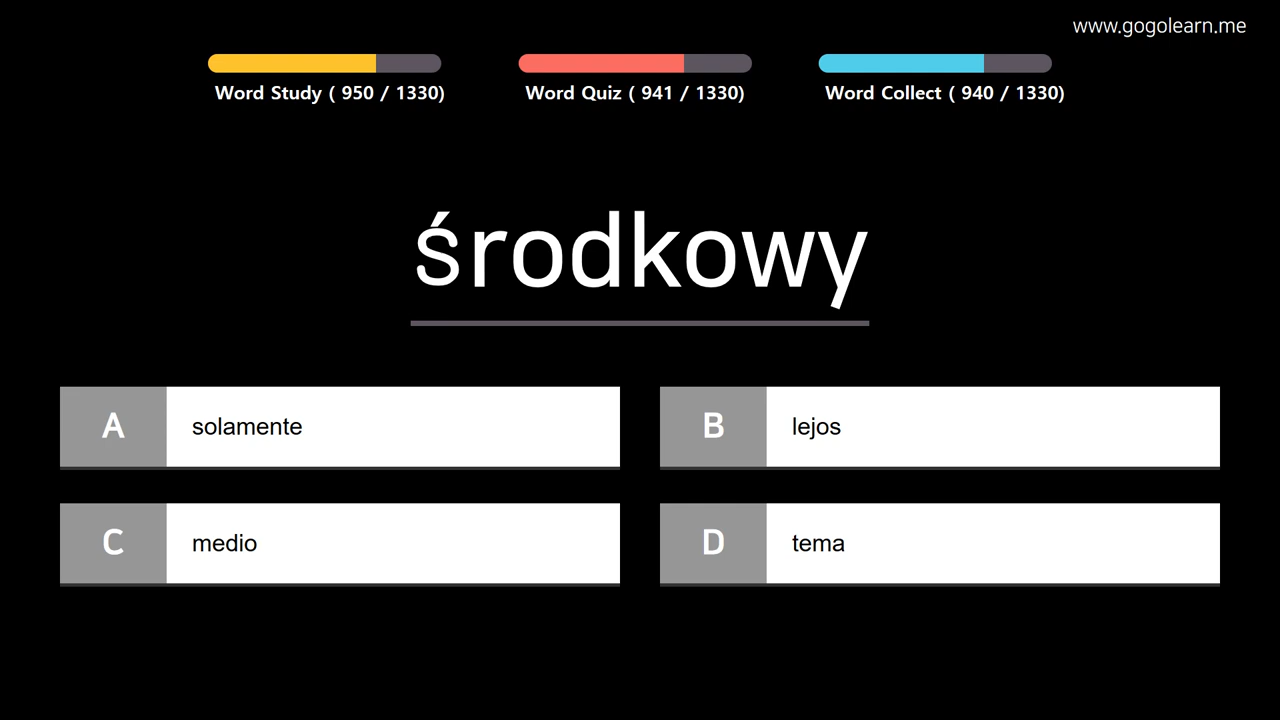 www.gogolearn.me
Word Study ( 950 / 1330)
Word Quiz ( 941 / 1330)
Word Collect ( 940 / 1330)
środkowy
A solamente
B lejos
C medio
D tema